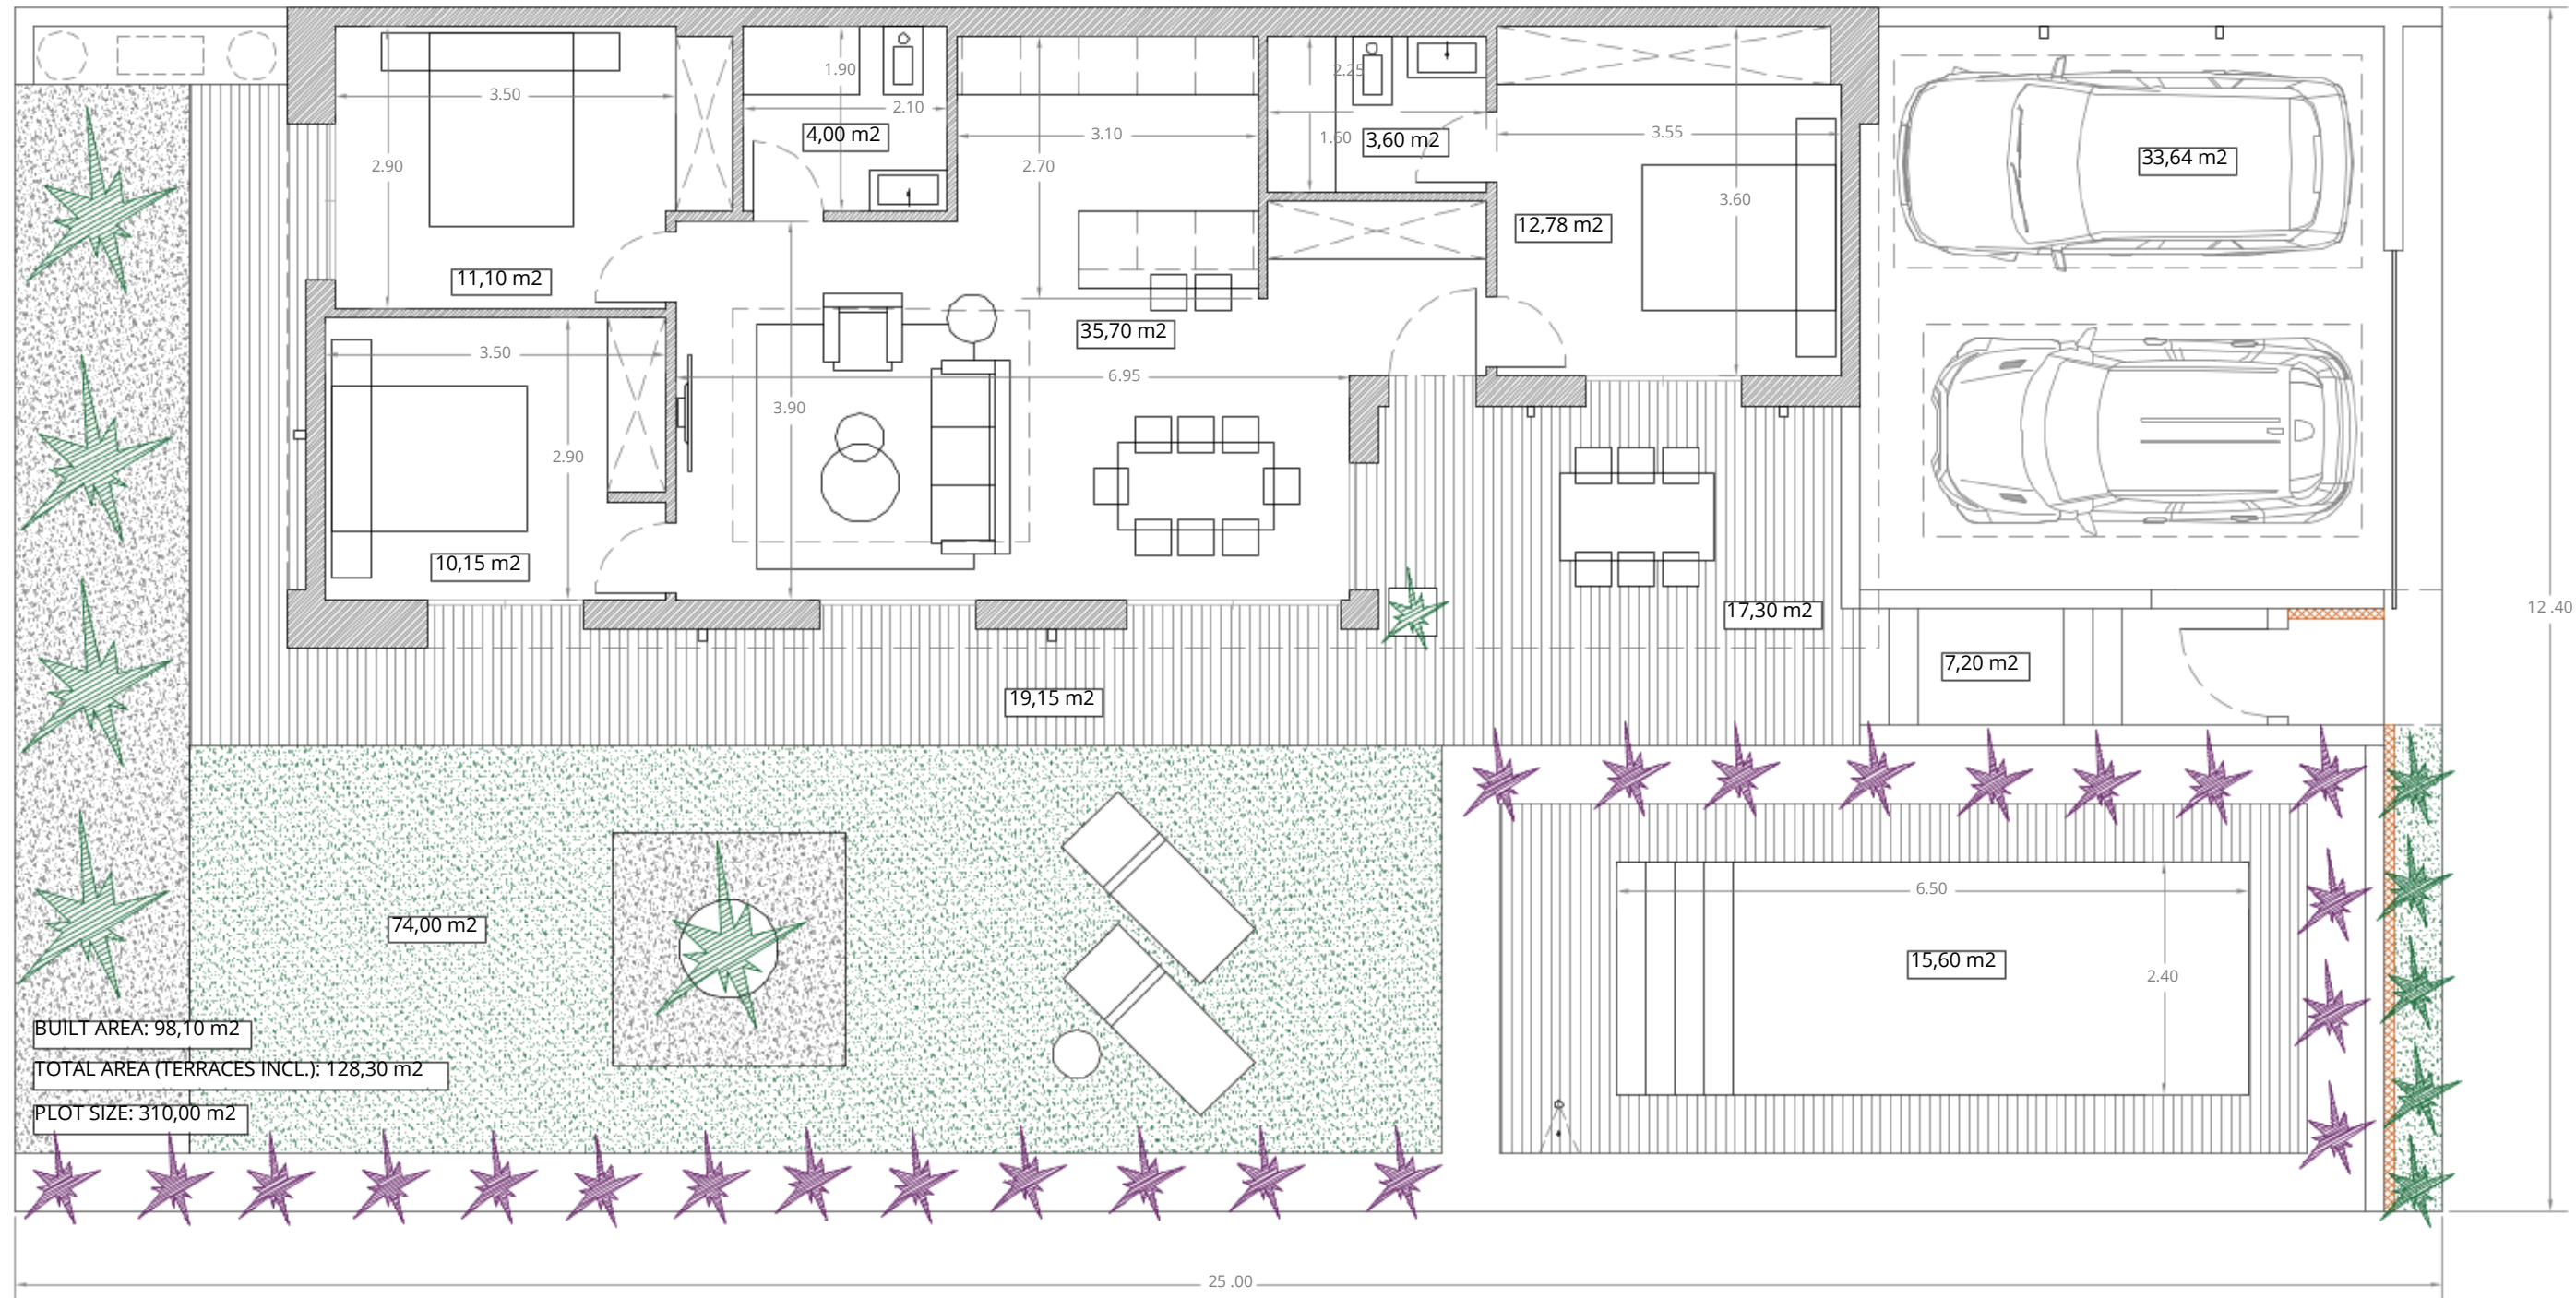 1.90
2.25
3.50
2.10
3.10
3.55
4,00 m2
1.60
3,60 m2
33,64 m2
2.90
2.70
3.60
12,78 m2
11,10 m2
35,70 m2
3.50
6.95
3.90
2.90
10,15 m2
17,30 m2
12.40
7,20 m2
19,15 m2
6.50
74,00 m2
15,60 m2
2.40
BUILT AREA: 98,10 m2
TOTAL AREA (TERRACES INCL.): 128,30 m2
PLOT SIZE: 310,00 m2
25 .00